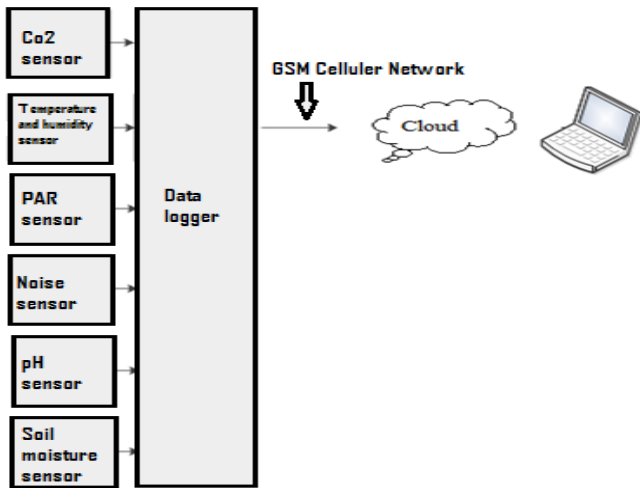 Co2
sensor
Temperature
and humidity
sensor
PAR
sensor
Noise
sensor
pH
sensor
Soil
moisture
sensor
Data
logger
GSM Celluler Network
Cloud